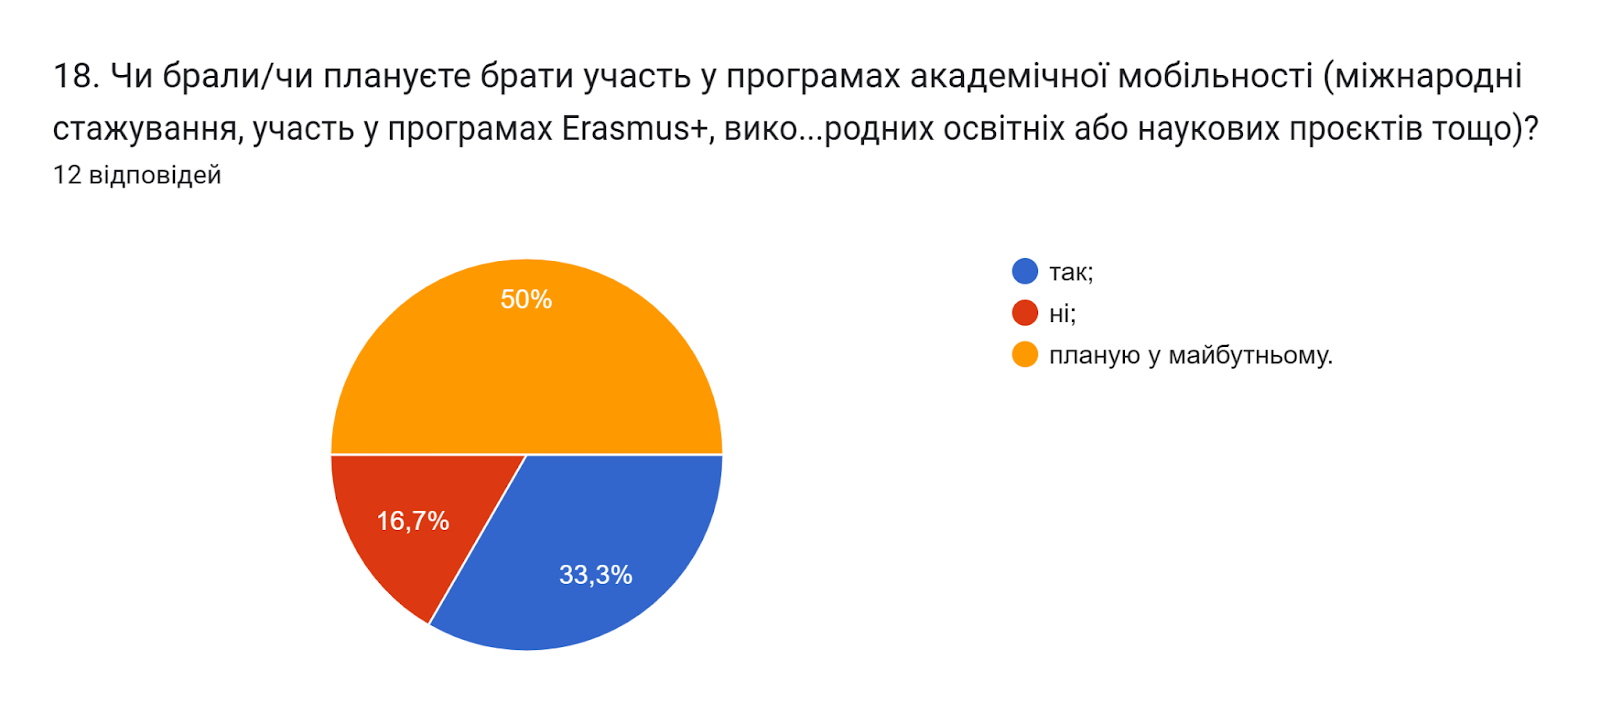 18. Чи брали/чи плануєте брати участь у програмах академічної мобільності (міжнародні
стажування, участь у програмах Erasmus+, вико...родних освітніх або наукових проєктів тощо)?
12 відповідей
так;
ні;
планую у майбутньому.
50%
16,7%
33,3%